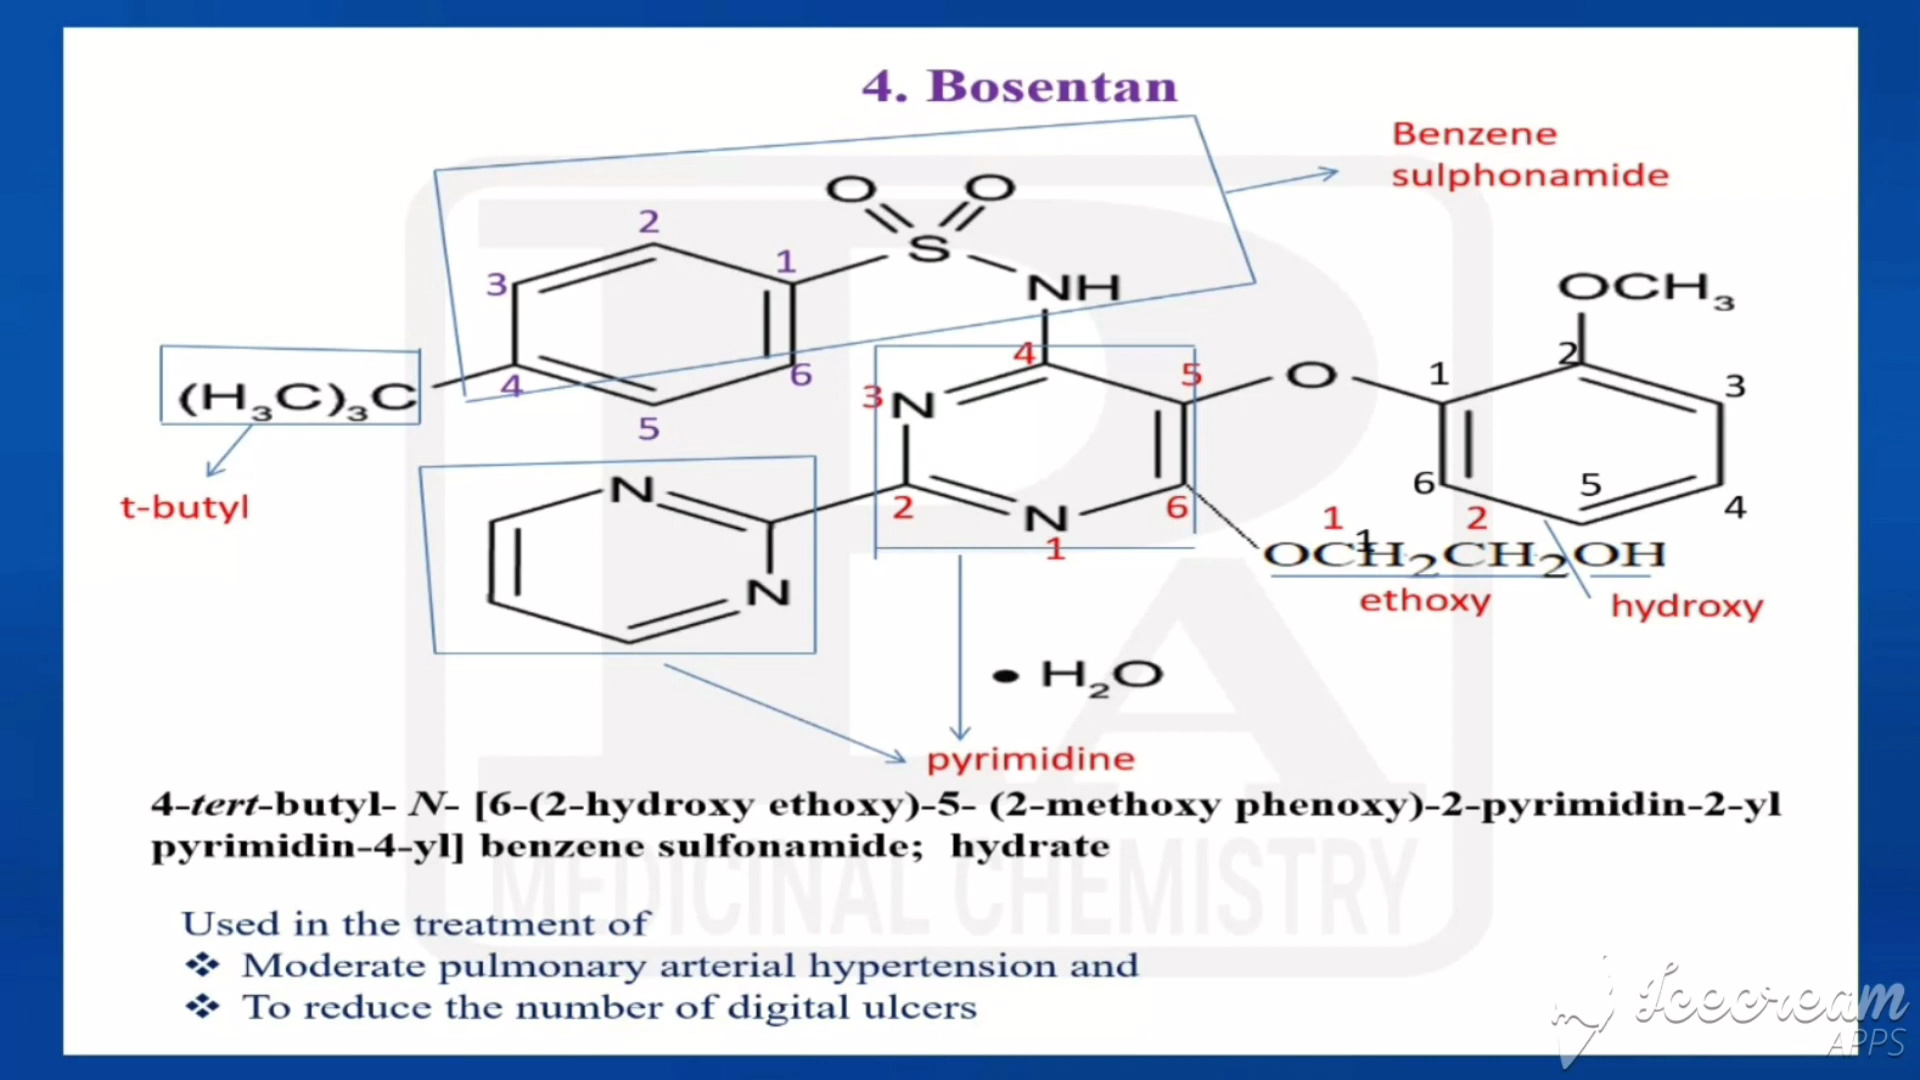 4. Bosentan
Benzene
sulphonamide
O O
2
1
S
3
NH
OCH₃
4
6
(H₃C)₃C
5
4
3 N
5
O
1
2
3
t-butyl
N
2
N
1
6
6
5
4
1 2
1
OCH₂CH₂OH
N
ethoxy
hydroxy
• H₂O
pyrimidine
4-tert-butyl- N- [6-(2-hydroxy ethoxy)-5- (2-methoxy phenoxy)-2-pyrimidin-2-yl
pyrimidin-4-yl] benzene sulfonamide; hydrate
MEDICINAL CHEMISTRY
Used in the treatment of
❖ Moderate pulmonary arterial hypertension and
❖ To reduce the number of digital ulcers
Icecream
APPS